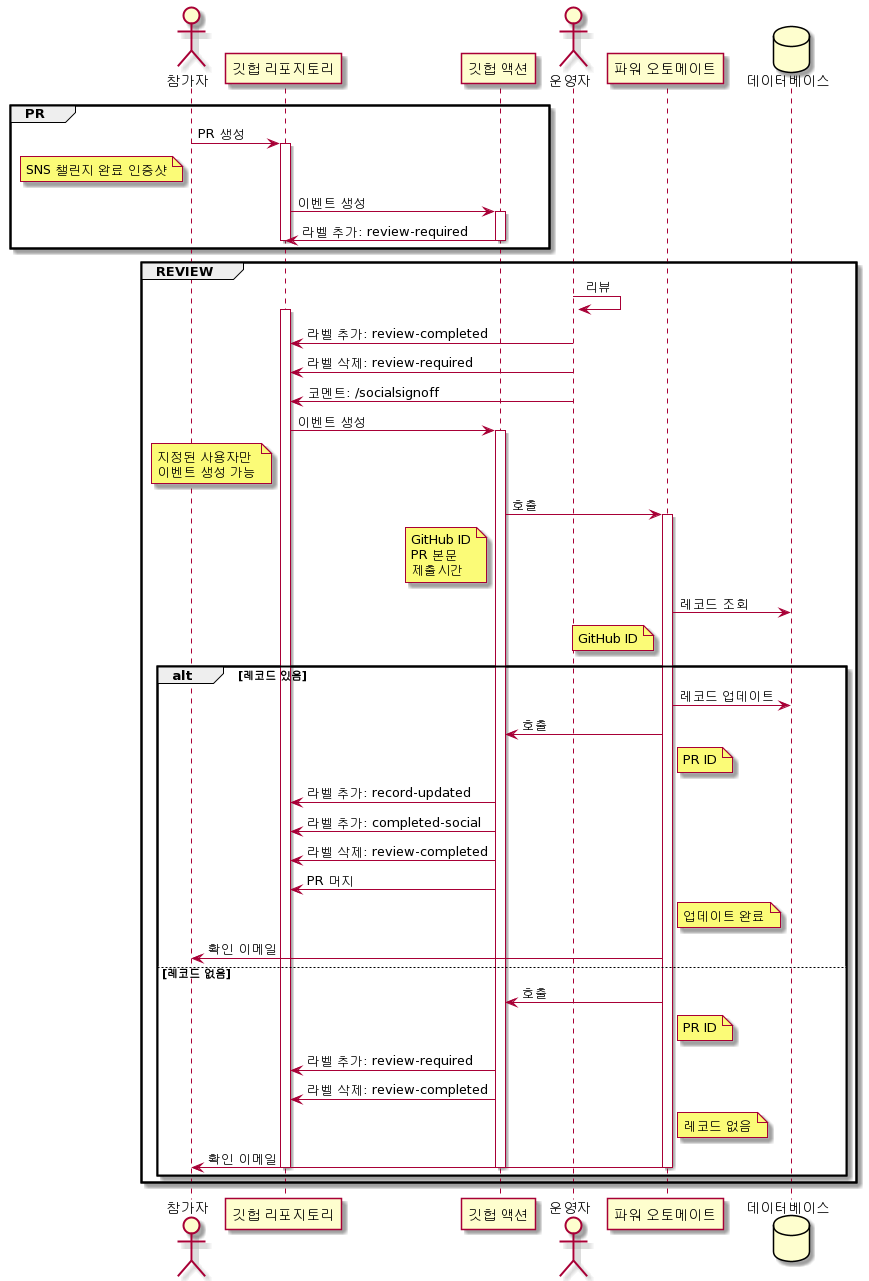 참가자
깃헙 리포지토리
깃헙 액션
운영자
파워 오토메이트
데이터베이스
PR
PR 생성
SNS 챌린지 완료 인증샷
이벤트 생성
라벨 추가: review-required
REVIEW
리뷰
라벨 추가: review-completed
라벨 삭제: review-required
코멘트: /socialsignoff
이벤트 생성
지정된 사용자만
이벤트 생성 가능
호출
GitHub ID
PR 본문
제출시간
레코드 조회
GitHub ID
alt
[레코드 있음]
레코드 업데이트
호출
PR ID
라벨 추가: record-updated
라벨 추가: completed-social
라벨 삭제: review-completed
PR 머지
업데이트 완료
확인 이메일
[레코드 없음]
호출
PR ID
라벨 추가: review-required
라벨 삭제: review-completed
레코드 없음
확인 이메일
참가자
깃헙 리포지토리
깃헙 액션
운영자
파워 오토메이트
데이터베이스